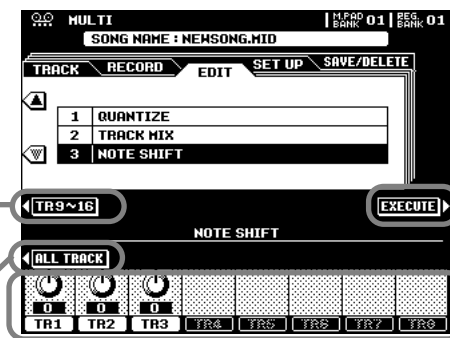 MULTI M.PAD BANK 01 REG. BANK 01
SONG NAME : NEWSONG.MID
TRACK RECORD EDIT SET UP SAVE/DELETE
1 QUANTIZE
2 TRACK MIX
3 NOTE SHIFT
TR9~16 EXECUTE
NOTE SHIFT
ALL TRACK
0 0 0
TR1 TR2 TR3 TR4 TR5 TR6 TR7 TR8